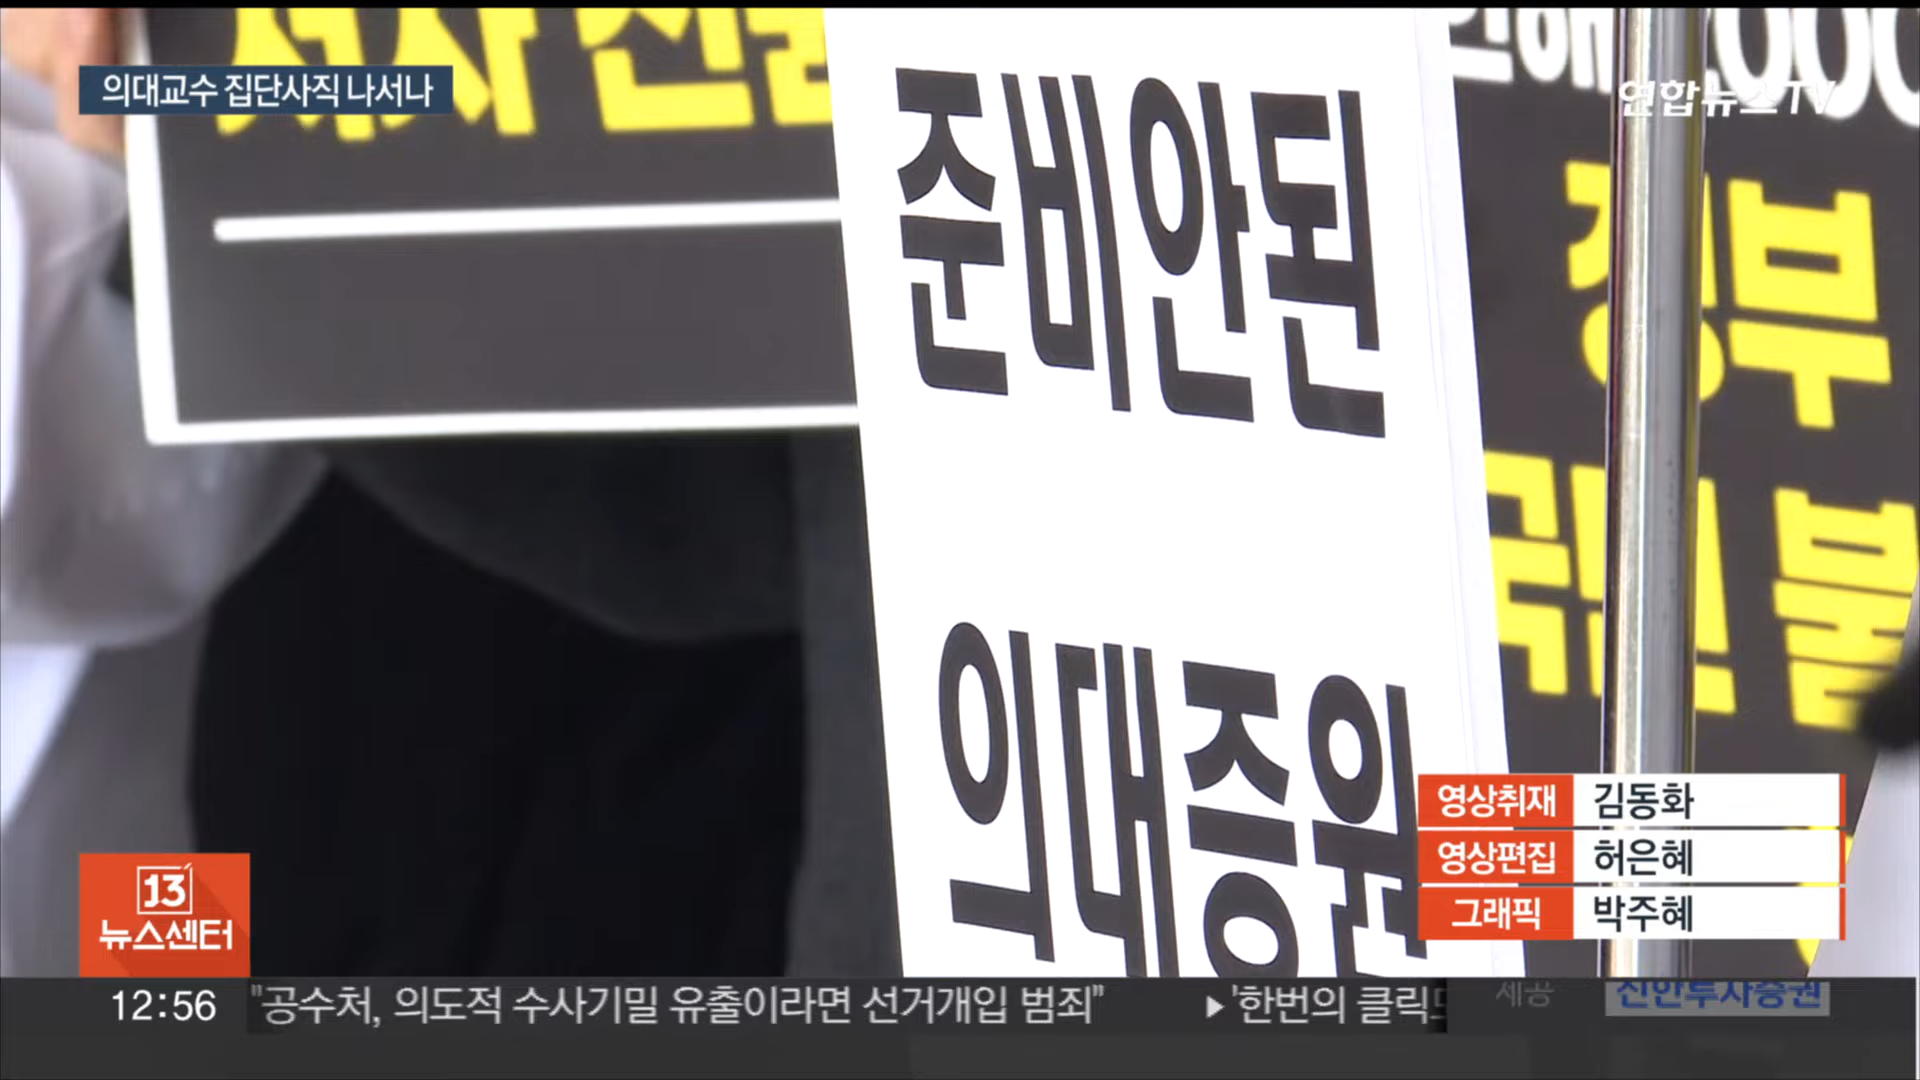 의대교수 집단사직 나서나
연합뉴스TV
준비안된
의대증원
정부
국민 불
영상취재 김동화
영상편집 허은혜
그래픽 박주혜
13
뉴스센터
12:56
"공수처, 의도적 수사기밀 유출이라면 선거개입 범죄"
▶'한번의 클릭
신한투자증권